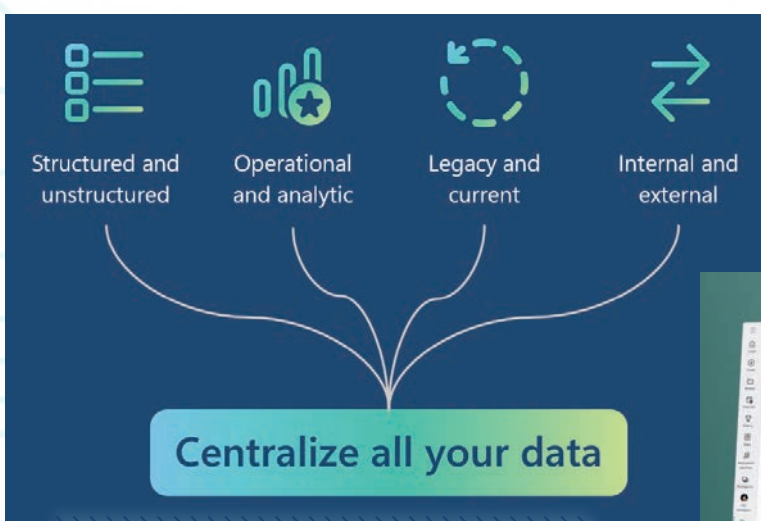 Structured and
unstructured
Operational
and analytic
Legacy and
current
Internal and
external
Centralize all your data